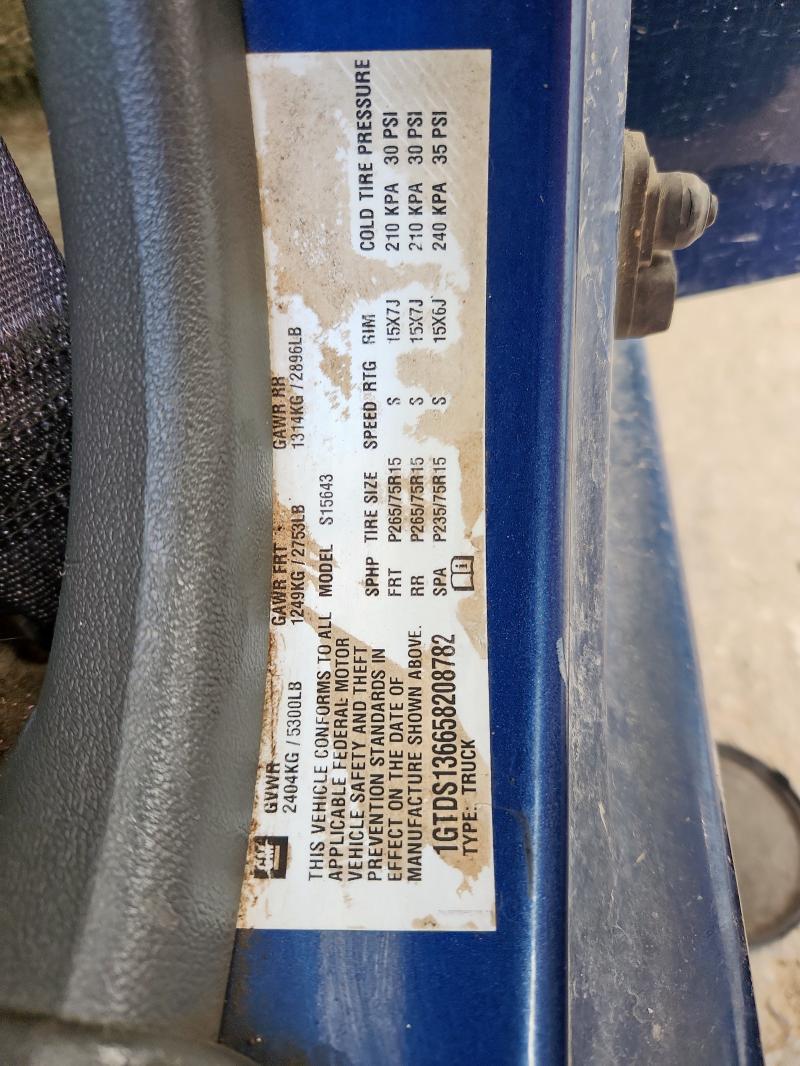 GM
GVWR GAWR FRT GAWR RR
2404KG / 5300LB 1249KG / 2753LB 1314KG / 2896LB
THIS VEHICLE CONFORMS TO ALL
APPLICABLE FEDERAL MOTOR
VEHICLE SAFETY AND THEFT
PREVENTION STANDARDS IN
EFFECT ON THE DATE OF
MANUFACTURE SHOWN ABOVE.
1GTDS136658208782
TYPE: TRUCK
MODEL S15643
SPHP TIRE SIZE SPEED RTG RIM COLD TIRE PRESSURE
FRT P265/75R15 S 15X7J 210 KPA 30 PSI
RR P265/75R15 S 15X7J 210 KPA 30 PSI
SPA P235/75R15 S 15X6J 240 KPA 35 PSI